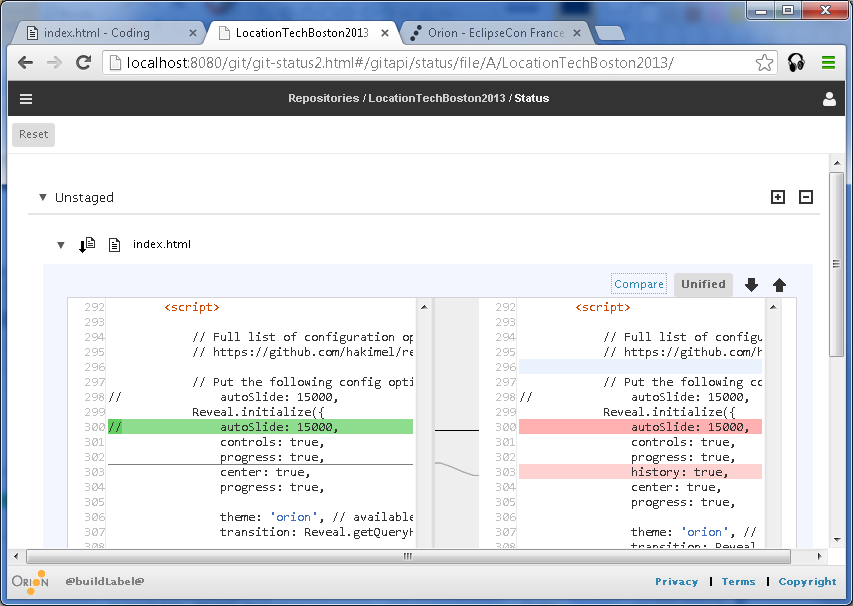 index.html - Coding
LocationTechBoston2013
Orion - EclipseCon France
localhost:8080/git/git-status2.html#/gitapi/status/file/A/LocationTechBoston2013/
Repositories / LocationTechBoston2013 / Status
Reset
Unstaged
index.html
Compare Unified
292 <script>
293
294 // Full list of configuration op
295 // https://github.com/hakimel/re
296
297 // Put the following config opti
298 // autoSlide: 15000,
299 Reveal.initialize({
300 // autoSlide: 15000,
301 controls: true,
302 progress: true,
303 center: true,
304 progress: true,
305
306 theme: 'orion', // available
307 transition: Reveal.getQueryH
308
292 <script>
293
294 // Full list of configu
295 // https://github.com/h
296
297 // Put the following co
298 // autoSlide: 15000,
299 Reveal.initialize({
300 autoSlide: 15000,
301 controls: true,
302 progress: true,
303 history: true,
304 center: true,
305 progress: true,
306
307 theme: 'orion', //
308 transition: Reveal
ORION @buildLabel@
Privacy | Terms | Copyright